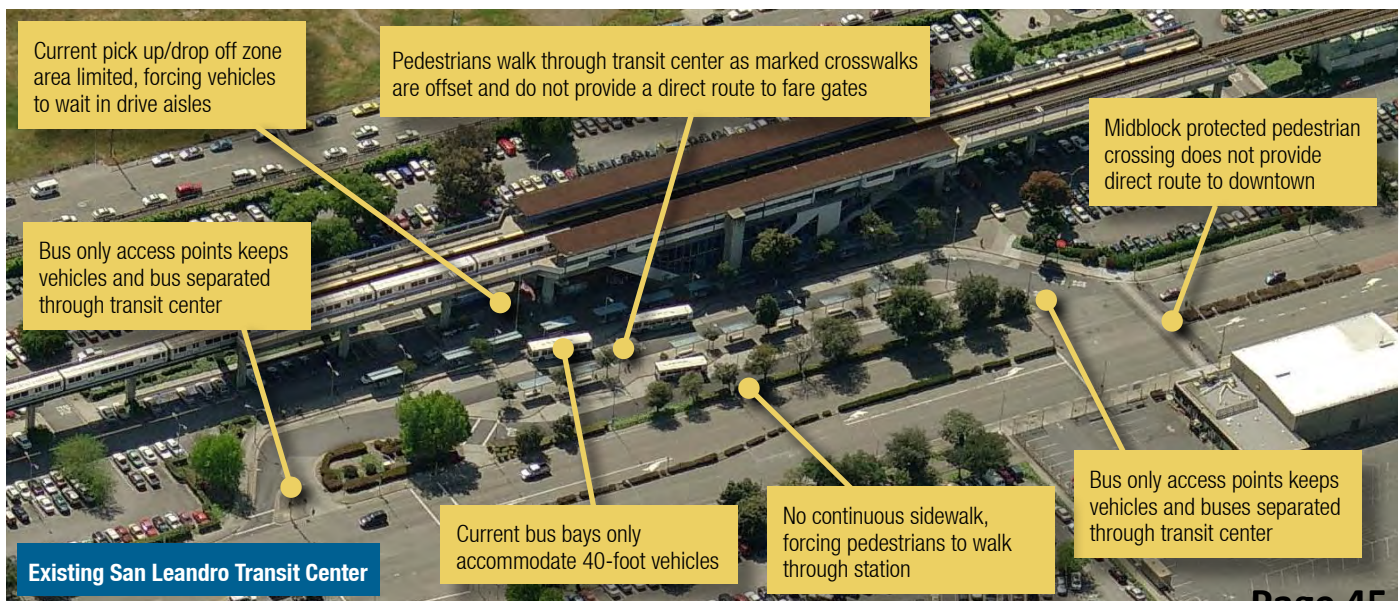 Current pick up/drop off zone
area limited, forcing vehicles
to wait in drive aisles
Pedestrians walk through transit center as marked crosswalks
are offset and do not provide a direct route to fare gates
Midblock protected pedestrian
crossing does not provide
direct route to downtown
Bus only access points keeps
vehicles and bus separated
through transit center
Current bus bays only
accommodate 40-foot vehicles
No continuous sidewalk,
forcing pedestrians to walk
through station
Bus only access points keeps
vehicles and buses separated
through transit center
Existing San Leandro Transit Center
Page 45